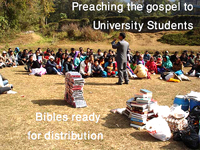 Preaching the gospel to
University Students
Bibles ready
for distribution